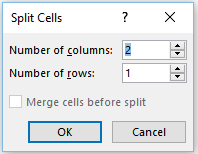 Split Cells ? ×
Number of columns: 2
Number of rows: 1
Merge cells before split
OK Cancel